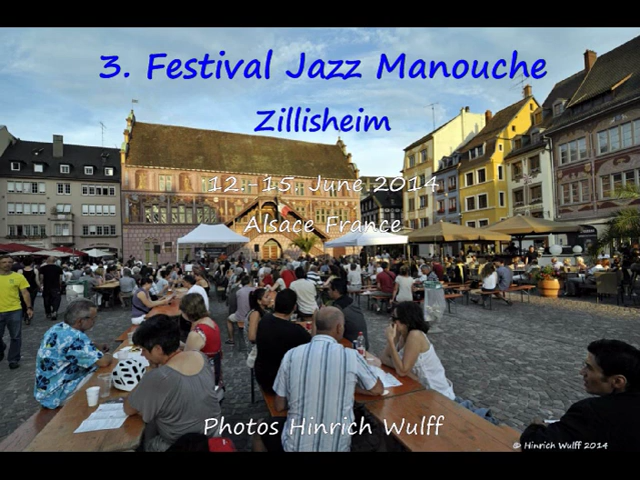 3. Festival Jazz Manouche
Zillisheim
12.-15. June 2014
Alsace France
Photos Hinrich Wulff
© Hinrich Wulff 2014